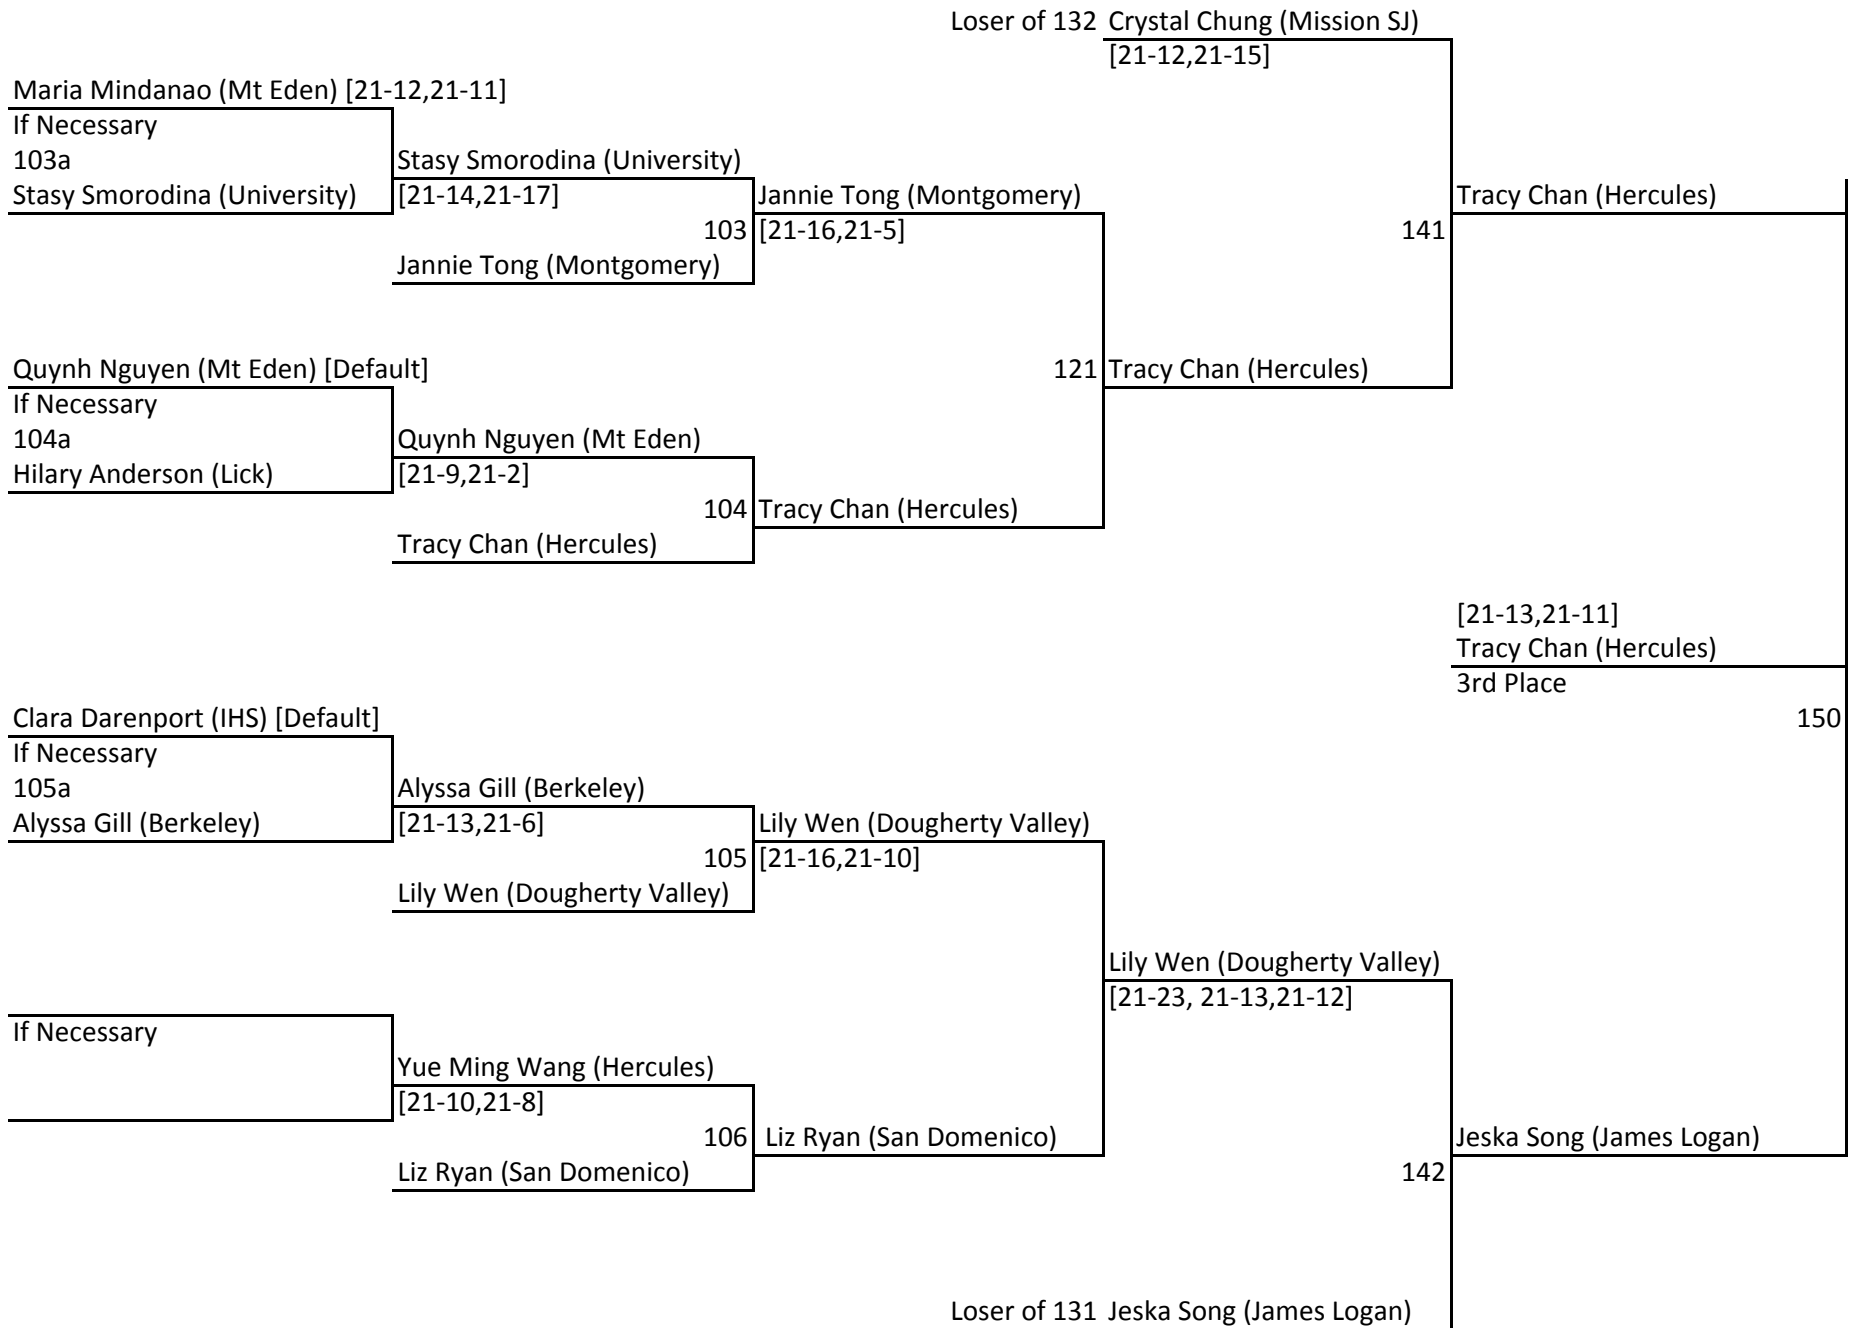 Loser of 132 Crystal Chung (Mission SJ)
[21-12,21-15]
Maria Mindanao (Mt Eden) [21-12,21-11]
If Necessary
103a
Stasy Smorodina (University)
Stasy Smorodina (University)
[21-14,21-17]
Jannie Tong (Montgomery)
Tracy Chan (Hercules)
103
[21-16,21-5]
141
Jannie Tong (Montgomery)
Quynh Nguyen (Mt Eden) [Default]
121 Tracy Chan (Hercules)
If Necessary
104a
Quynh Nguyen (Mt Eden)
Hilary Anderson (Lick)
[21-9,21-2]
104 Tracy Chan (Hercules)
Tracy Chan (Hercules)
[21-13,21-11]
Tracy Chan (Hercules)
3rd Place
Clara Darenport (IHS) [Default]
150
If Necessary
105a
Alyssa Gill (Berkeley)
Alyssa Gill (Berkeley)
[21-13,21-6]
Lily Wen (Dougherty Valley)
105 [21-16,21-10]
Lily Wen (Dougherty Valley)
Lily Wen (Dougherty Valley)
[21-23, 21-13,21-12]
If Necessary
Yue Ming Wang (Hercules)
[21-10,21-8]
106 Liz Ryan (San Domenico)
Jeska Song (James Logan)
Liz Ryan (San Domenico)
142
Loser of 131 Jeska Song (James Logan)